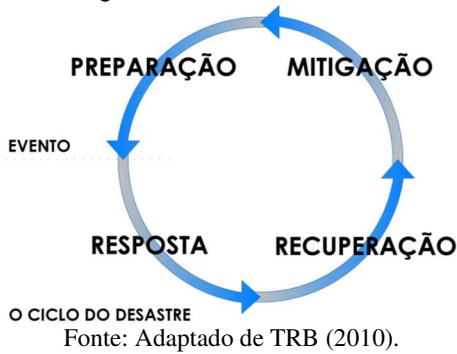 PREPARAÇÃO MITIGAÇÃO
EVENTO
RESPOSTA RECUPERAÇÃO
O CICLO DO DESASTRE
Fonte: Adaptado de TRB (2010).